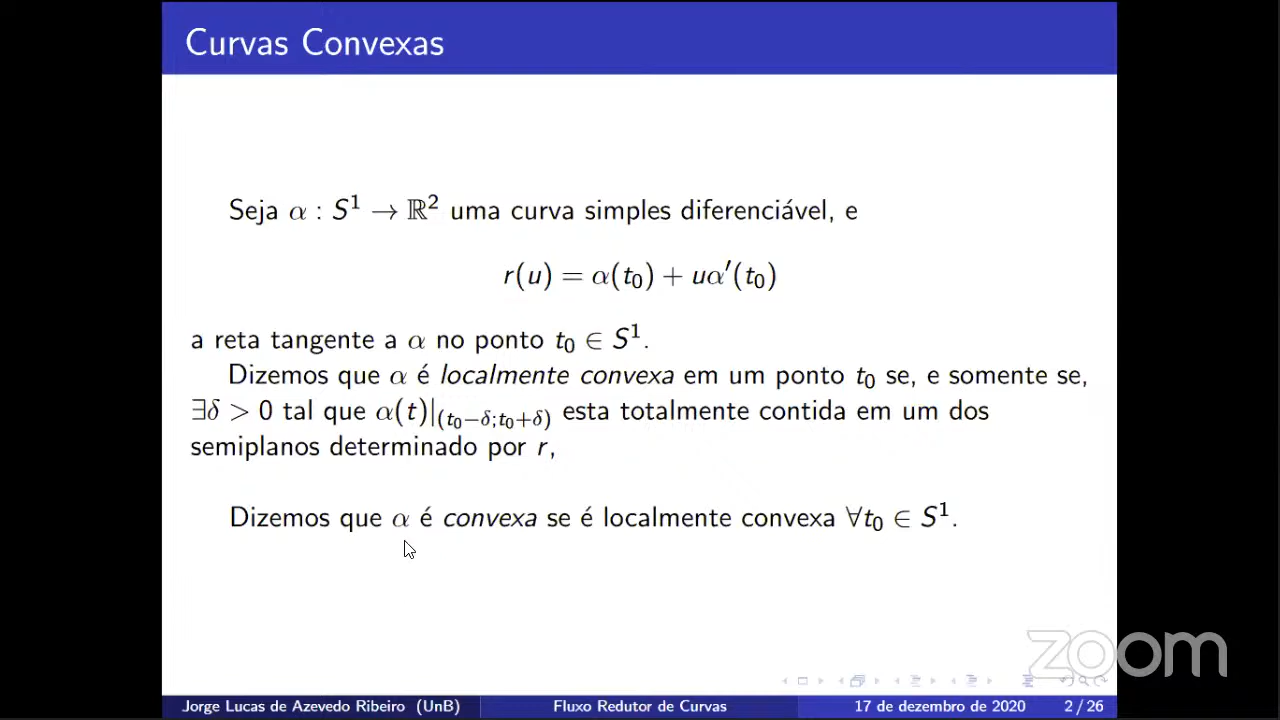 Curvas Convexas
Seja α : S¹ → ℝ² uma curva simples diferenciável, e
r(u) = α(t₀) + uα′(t₀)
a reta tangente a α no ponto t₀ ∈ S¹.
Dizemos que α é localmente convexa em um ponto t₀ se, e somente se,
∃δ > 0 tal que α(t)|₍t₀−δ;t₀+δ₎ esta totalmente contida em um dos
semiplanos determinado por r,
Dizemos que α é convexa se é localmente convexa ∀t₀ ∈ S¹.
zoom
Jorge Lucas de Azevedo Ribeiro (UnB) Fluxo Redutor de Curvas 17 de dezembro de 2020 2 / 26